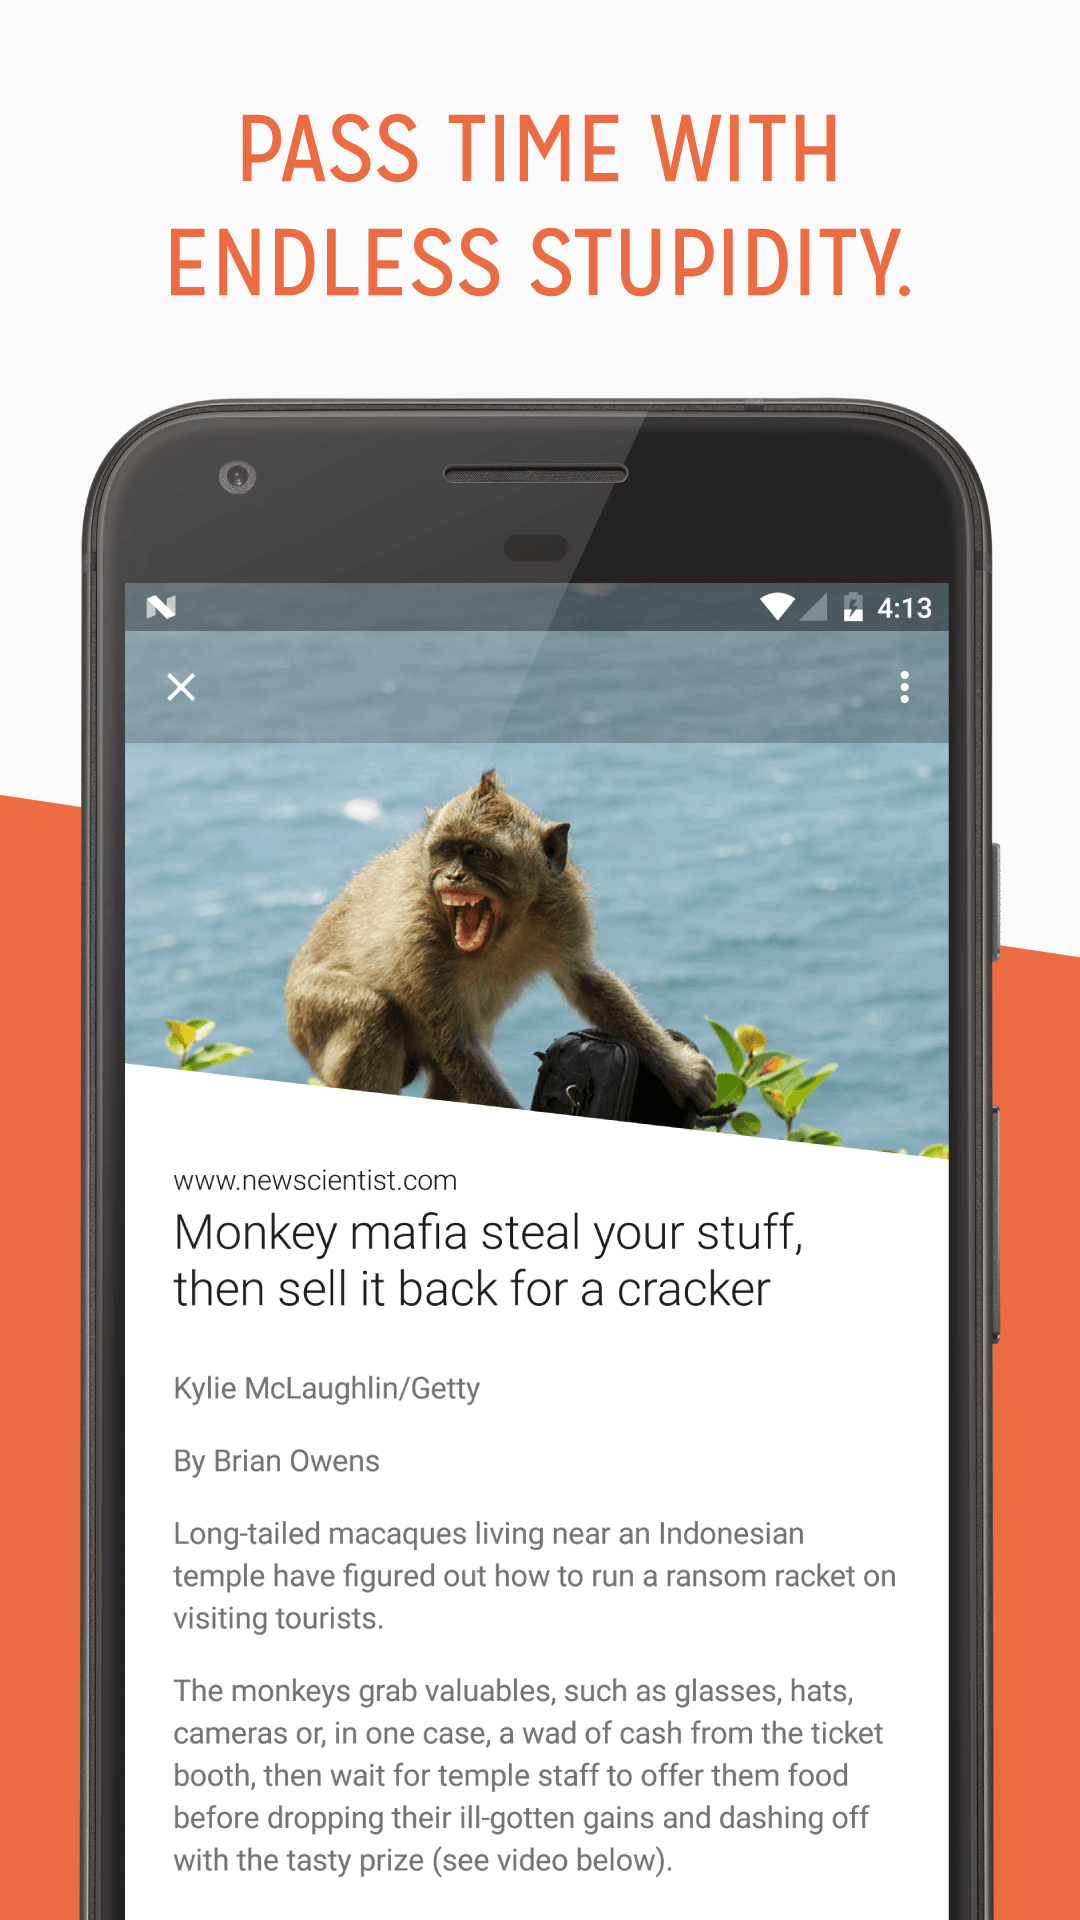 PASS TIME WITH
ENDLESS STUPIDITY.
4:13
www.newscientist.com
Monkey mafia steal your stuff,
then sell it back for a cracker
Kylie McLaughlin/Getty
By Brian Owens
Long-tailed macaques living near an Indonesian
temple have figured out how to run a ransom racket on
visiting tourists.
The monkeys grab valuables, such as glasses, hats,
cameras or, in one case, a wad of cash from the ticket
booth, then wait for temple staff to offer them food
before dropping their ill-gotten gains and dashing off
with the tasty prize (see video below).